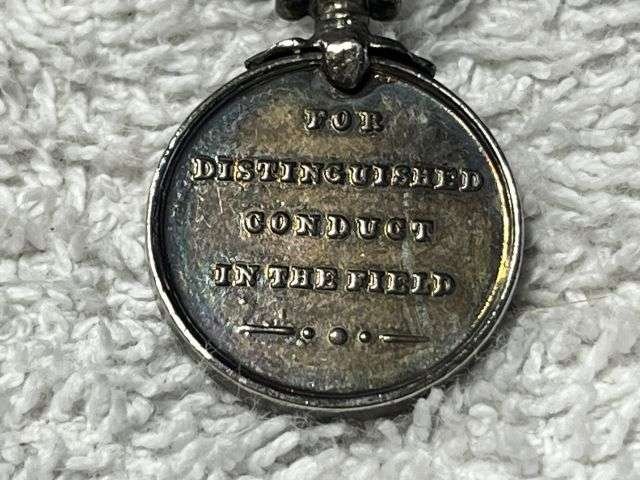 FOR
DISTINGUISHED
CONDUCT
IN THE FIELD